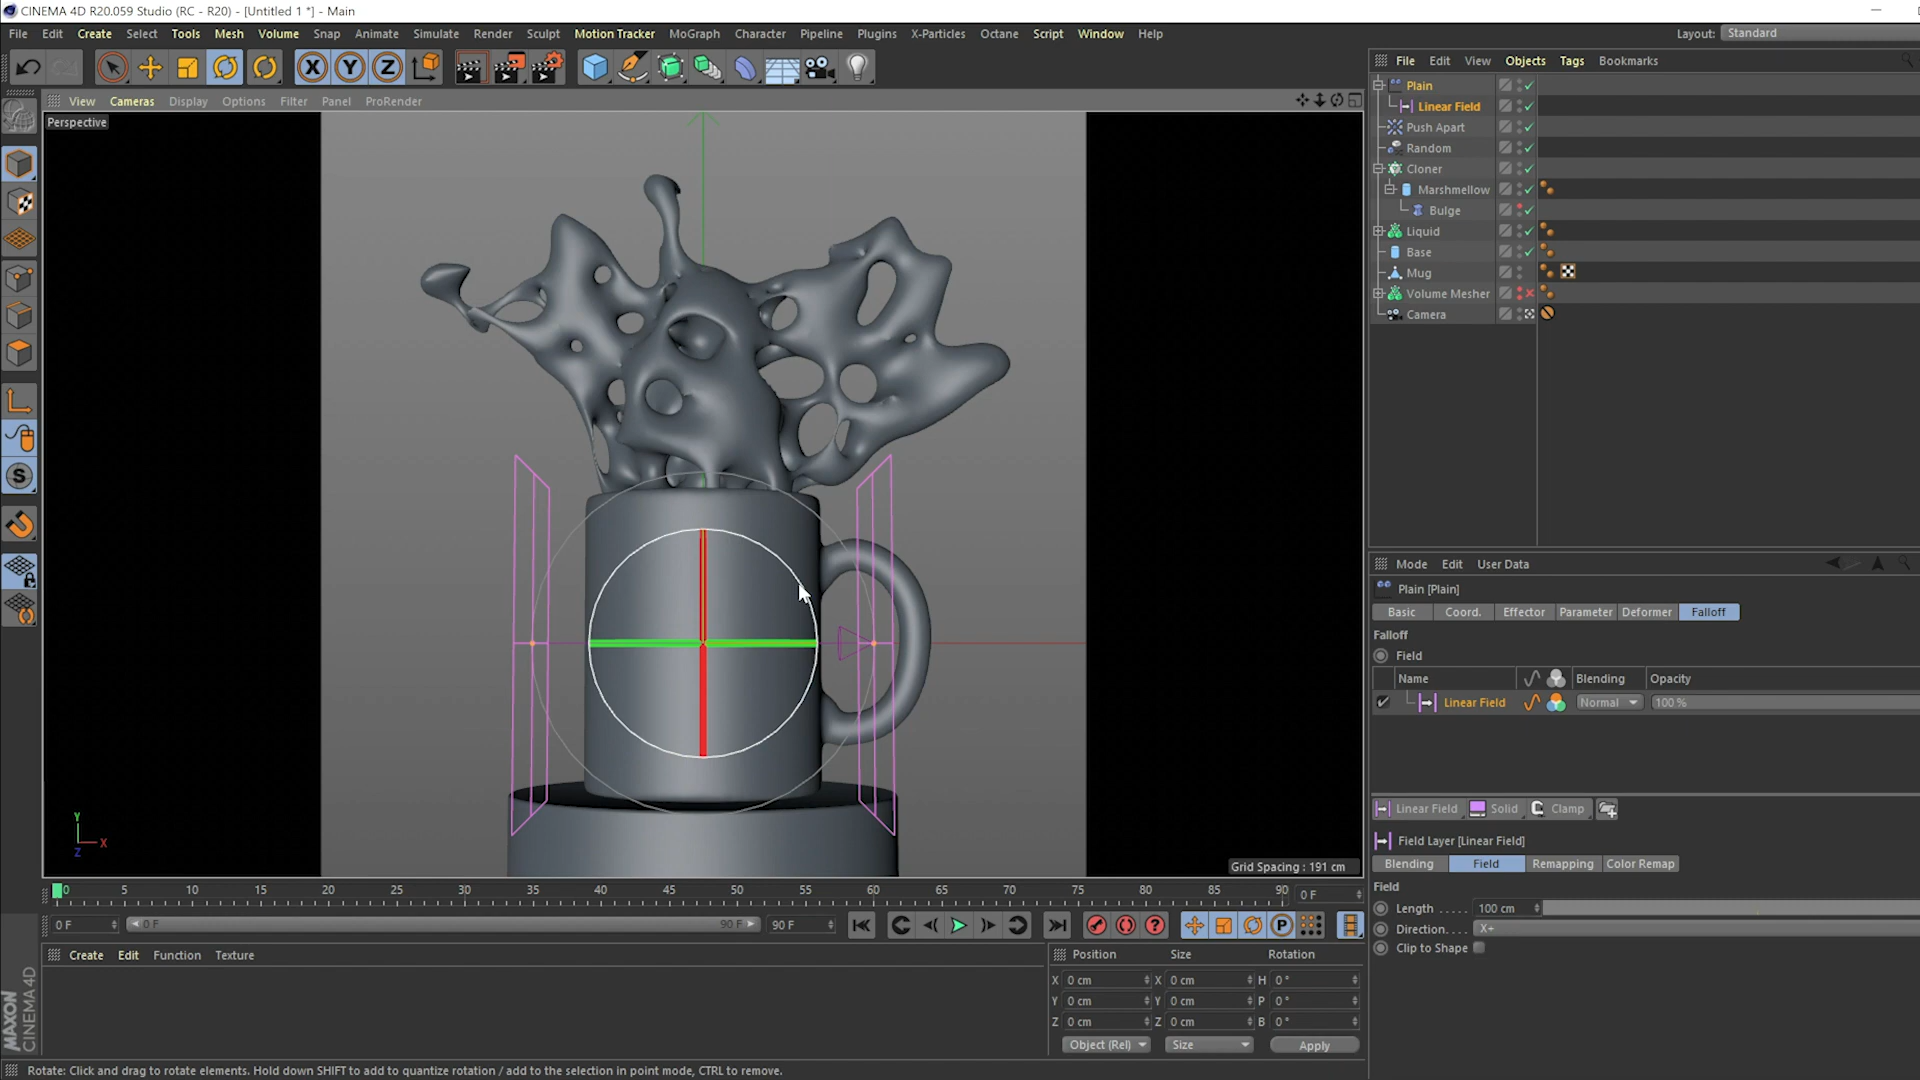 CINEMA 4D R20.059 Studio (RC - R20) - [Untitled 1 *] - Main
File Edit Create Select Tools Mesh Volume Snap Animate Simulate Render Sculpt Motion Tracker MoGraph Character Pipeline Plugins X-Particles Octane Script Window Help Layout: Standard
X Y Z
File Edit View Objects Tags Bookmarks
View Cameras Display Options Filter Panel ProRender
Perspective
Plain
Linear Field
Push Apart
Random
Cloner
Marshmellow
Bulge
Liquid
Base
Mug
Volume Mesher
Camera
Mode Edit User Data
Plain [Plain]
Basic Coord. Effector Parameter Deformer Falloff
Falloff
Field
Name Blending Opacity
Linear Field Normal 100 %
Linear Field Solid Clamp
Field Layer [Linear Field]
Blending Field Remapping Color Remap
Field
Length ..... 100 cm
Direction.... X+
Clip to Shape
S
Y
X
Z
Grid Spacing : 191 cm
0 5 10 15 20 25 30 35 40 45 50 55 60 65 70 75 80 85 90 0 F
0 F 0 F 90 F 90 F P
Create Edit Function Texture
Position Size Rotation
X 0 cm X 0 cm H 0 °
Y 0 cm Y 0 cm P 0 °
Z 0 cm Z 0 cm B 0 °
Object (Rel) Size Apply
MAXON
CINEMA 4D
Rotate: Click and drag to rotate elements. Hold down SHIFT to add to quantize rotation / add to the selection in point mode, CTRL to remove.